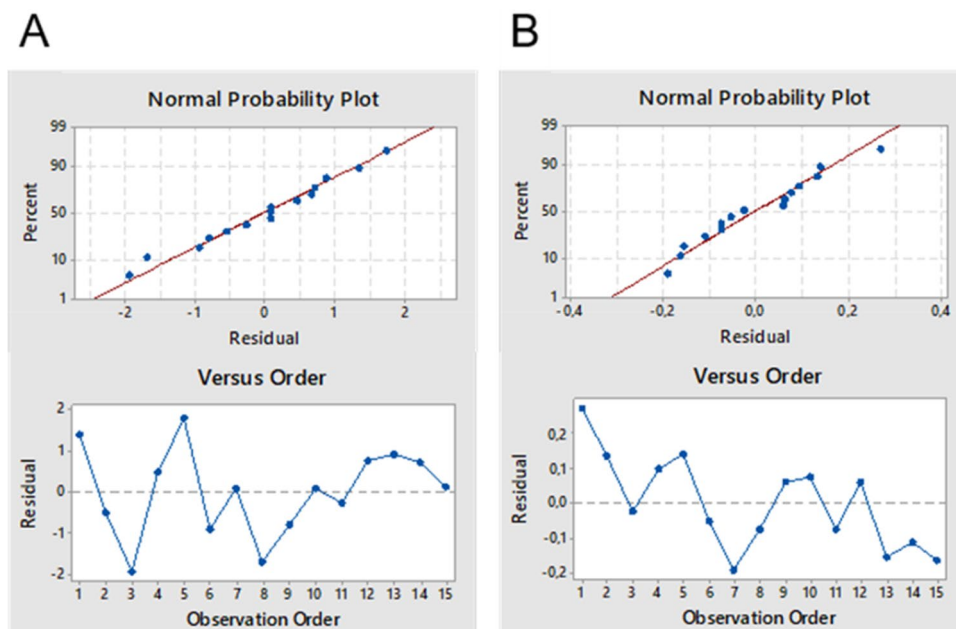 A
Normal Probability Plot
99
90
50
10
1
Percent
-2
-1
0
1
2
Residual
Versus Order
2
1
0
-1
-2
Residual
1 2 3 4 5 6 7 8 9 10 11 12 13 14 15
Observation Order
B
Normal Probability Plot
99
90
50
10
1
Percent
-0,4
-0,2
0,0
0,2
0,4
Residual
Versus Order
0,2
0,1
0,0
-0,1
-0,2
Residual
1 2 3 4 5 6 7 8 9 10 11 12 13 14 15
Observation Order